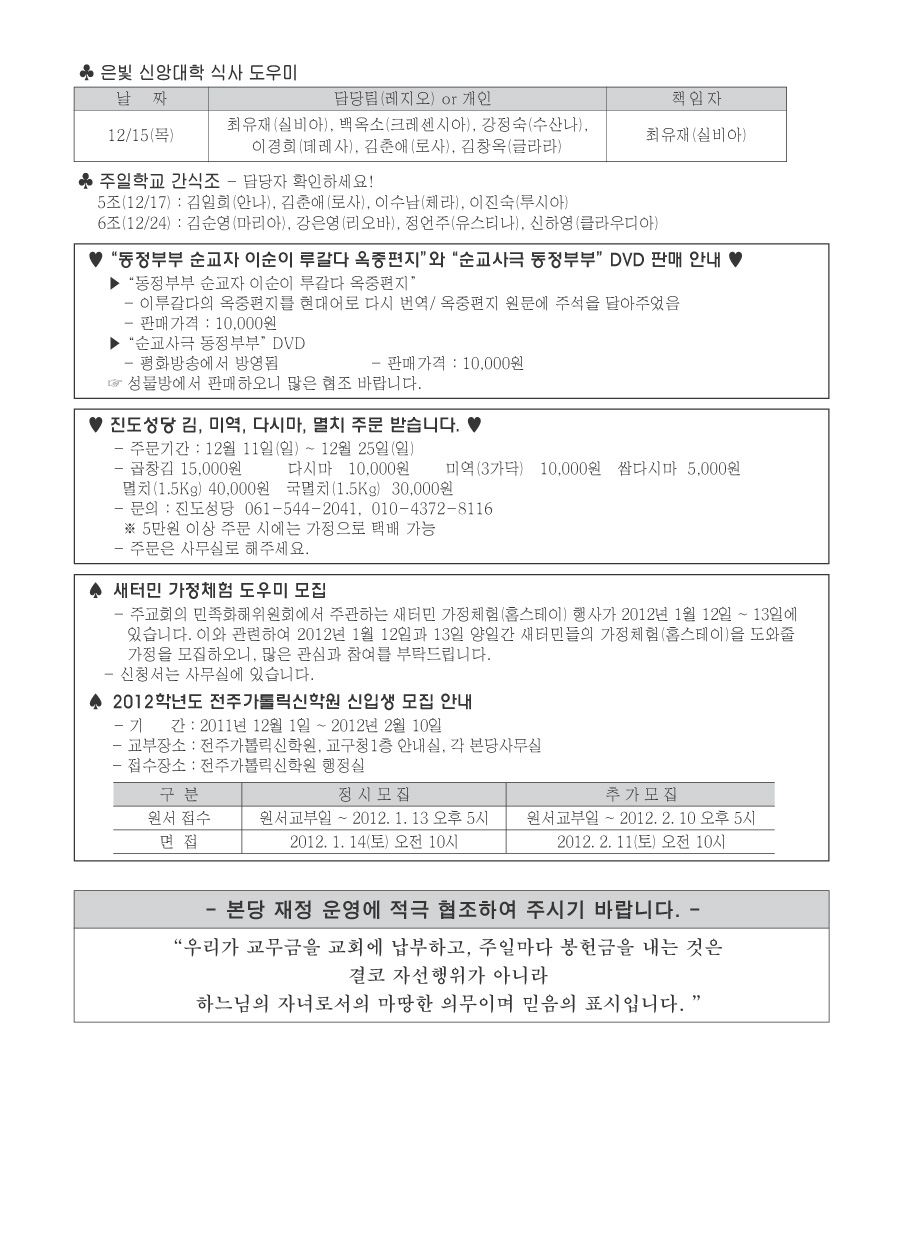 ♣ 은빛 신앙대학 식사 도우미
날 짜 담당팀(레지오) or 개인 책임자
12/15(목) 최유재(실비아), 백옥소(크레센시아), 강정숙(수산나), 최유재(실비아)
이경희(데레사), 김춘애(로사), 김창옥(글라라)
♣ 주일학교 간식조 - 담당자 확인하세요!
5조(12/17) : 김일희(안나), 김춘애(로사), 이수남(체라), 이진숙(루시아)
6조(12/24) : 김순영(마리아), 강은영(리오바), 정언주(유스티나), 신하영(클라우디아)
♥ “동정부부 순교자 이순이 루갈다 옥중편지”와 “순교사극 동정부부” DVD 판매 안내 ♥
▶ “동정부부 순교자 이순이 루갈다 옥중편지”
- 이루갈다의 옥중편지를 현대어로 다시 번역/ 옥중편지 원문에 주석을 달아주었음
- 판매가격 : 10,000원
▶ “순교사극 동정부부” DVD
- 평화방송에서 방영됨 - 판매가격 : 10,000원
☞ 성물방에서 판매하오니 많은 협조 바랍니다.
♥ 진도성당 김, 미역, 다시마, 멸치 주문 받습니다. ♥
- 주문기간 : 12월 11일(일) ~ 12월 25일(일)
- 곱창김 15,000원 다시마 10,000원 미역(3가닥) 10,000원 쌈다시마 5,000원
멸치(1.5Kg) 40,000원 국멸치(1.5Kg) 30,000원
- 문의 : 진도성당 061-544-2041, 010-4372-8116
※ 5만원 이상 주문 시에는 가정으로 택배 가능
- 주문은 사무실로 해주세요.
♠ 새터민 가정체험 도우미 모집
- 주교회의 민족화해위원회에서 주관하는 새터민 가정체험(홈스테이) 행사가 2012년 1월 12일 ~ 13일에
있습니다. 이와 관련하여 2012년 1월 12일과 13일 양일간 새터민들의 가정체험(홈스테이)을 도와줄
가정을 모집하오니, 많은 관심과 참여를 부탁드립니다.
- 신청서는 사무실에 있습니다.
♠ 2012학년도 전주가톨릭신학원 신입생 모집 안내
- 기 간 : 2011년 12월 1일 ~ 2012년 2월 10일
- 교부장소 : 전주가톨릭신학원, 교구청1층 안내실, 각 본당사무실
- 접수장소 : 전주가톨릭신학원 행정실
구 분 정시모집 추가모집
원서 접수 원서교부일 ~ 2012. 1. 13 오후 5시 원서교부일 ~ 2012. 2. 10 오후 5시
면 접 2012. 1. 14(토) 오전 10시 2012. 2. 11(토) 오전 10시
- 본당 재정 운영에 적극 협조하여 주시기 바랍니다. -
“우리가 교무금을 교회에 납부하고, 주일마다 봉헌금을 내는 것은
결코 자선행위가 아니라
하느님의 자녀로서의 마땅한 의무이며 믿음의 표시입니다. ”